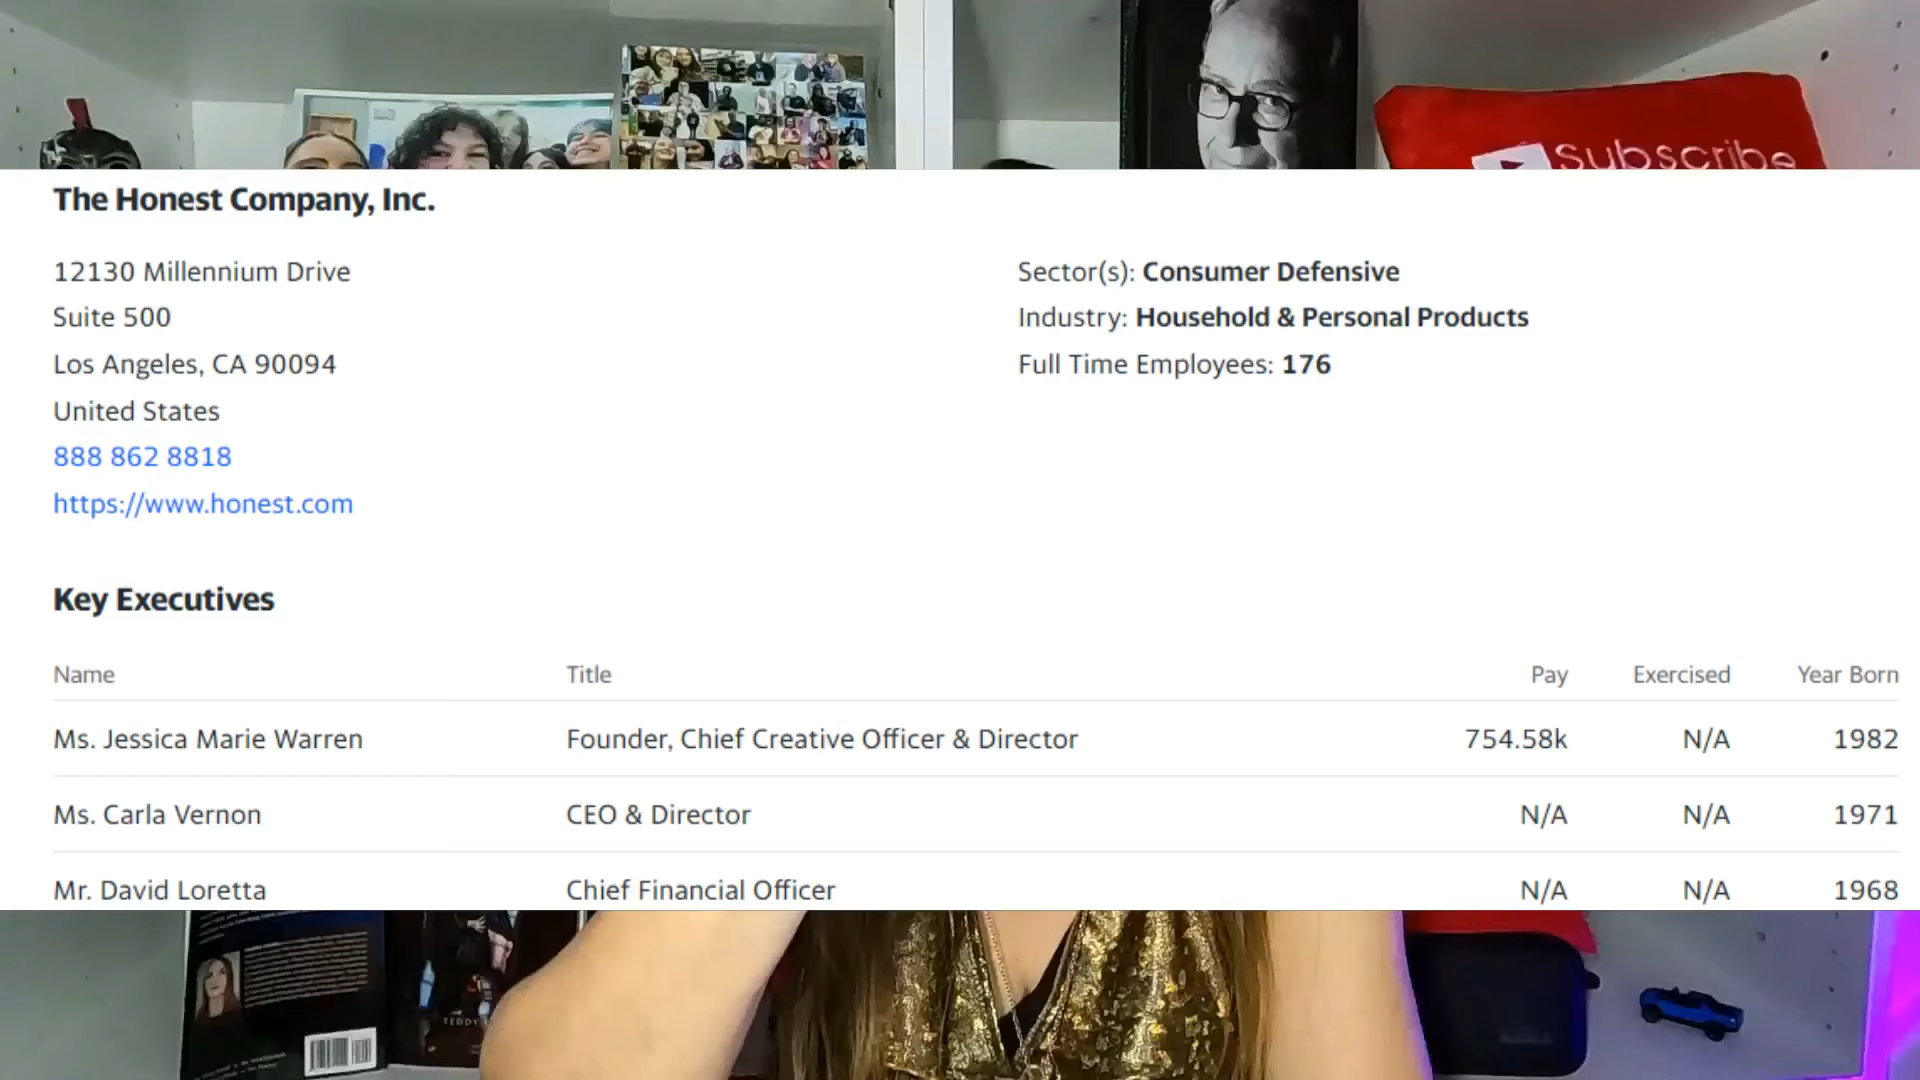 Subscribe
The Honest Company, Inc.
12130 Millennium Drive
Suite 500
Los Angeles, CA 90094
United States
888 862 8818
https://www.honest.com
Sector(s): Consumer Defensive
Industry: Household & Personal Products
Full Time Employees: 176
Key Executives
Name Title Pay Exercised Year Born
Ms. Jessica Marie Warren Founder, Chief Creative Officer & Director 754.58k N/A 1982
Ms. Carla Vernon CEO & Director N/A N/A 1971
Mr. David Loretta Chief Financial Officer N/A N/A 1968
TEDDY